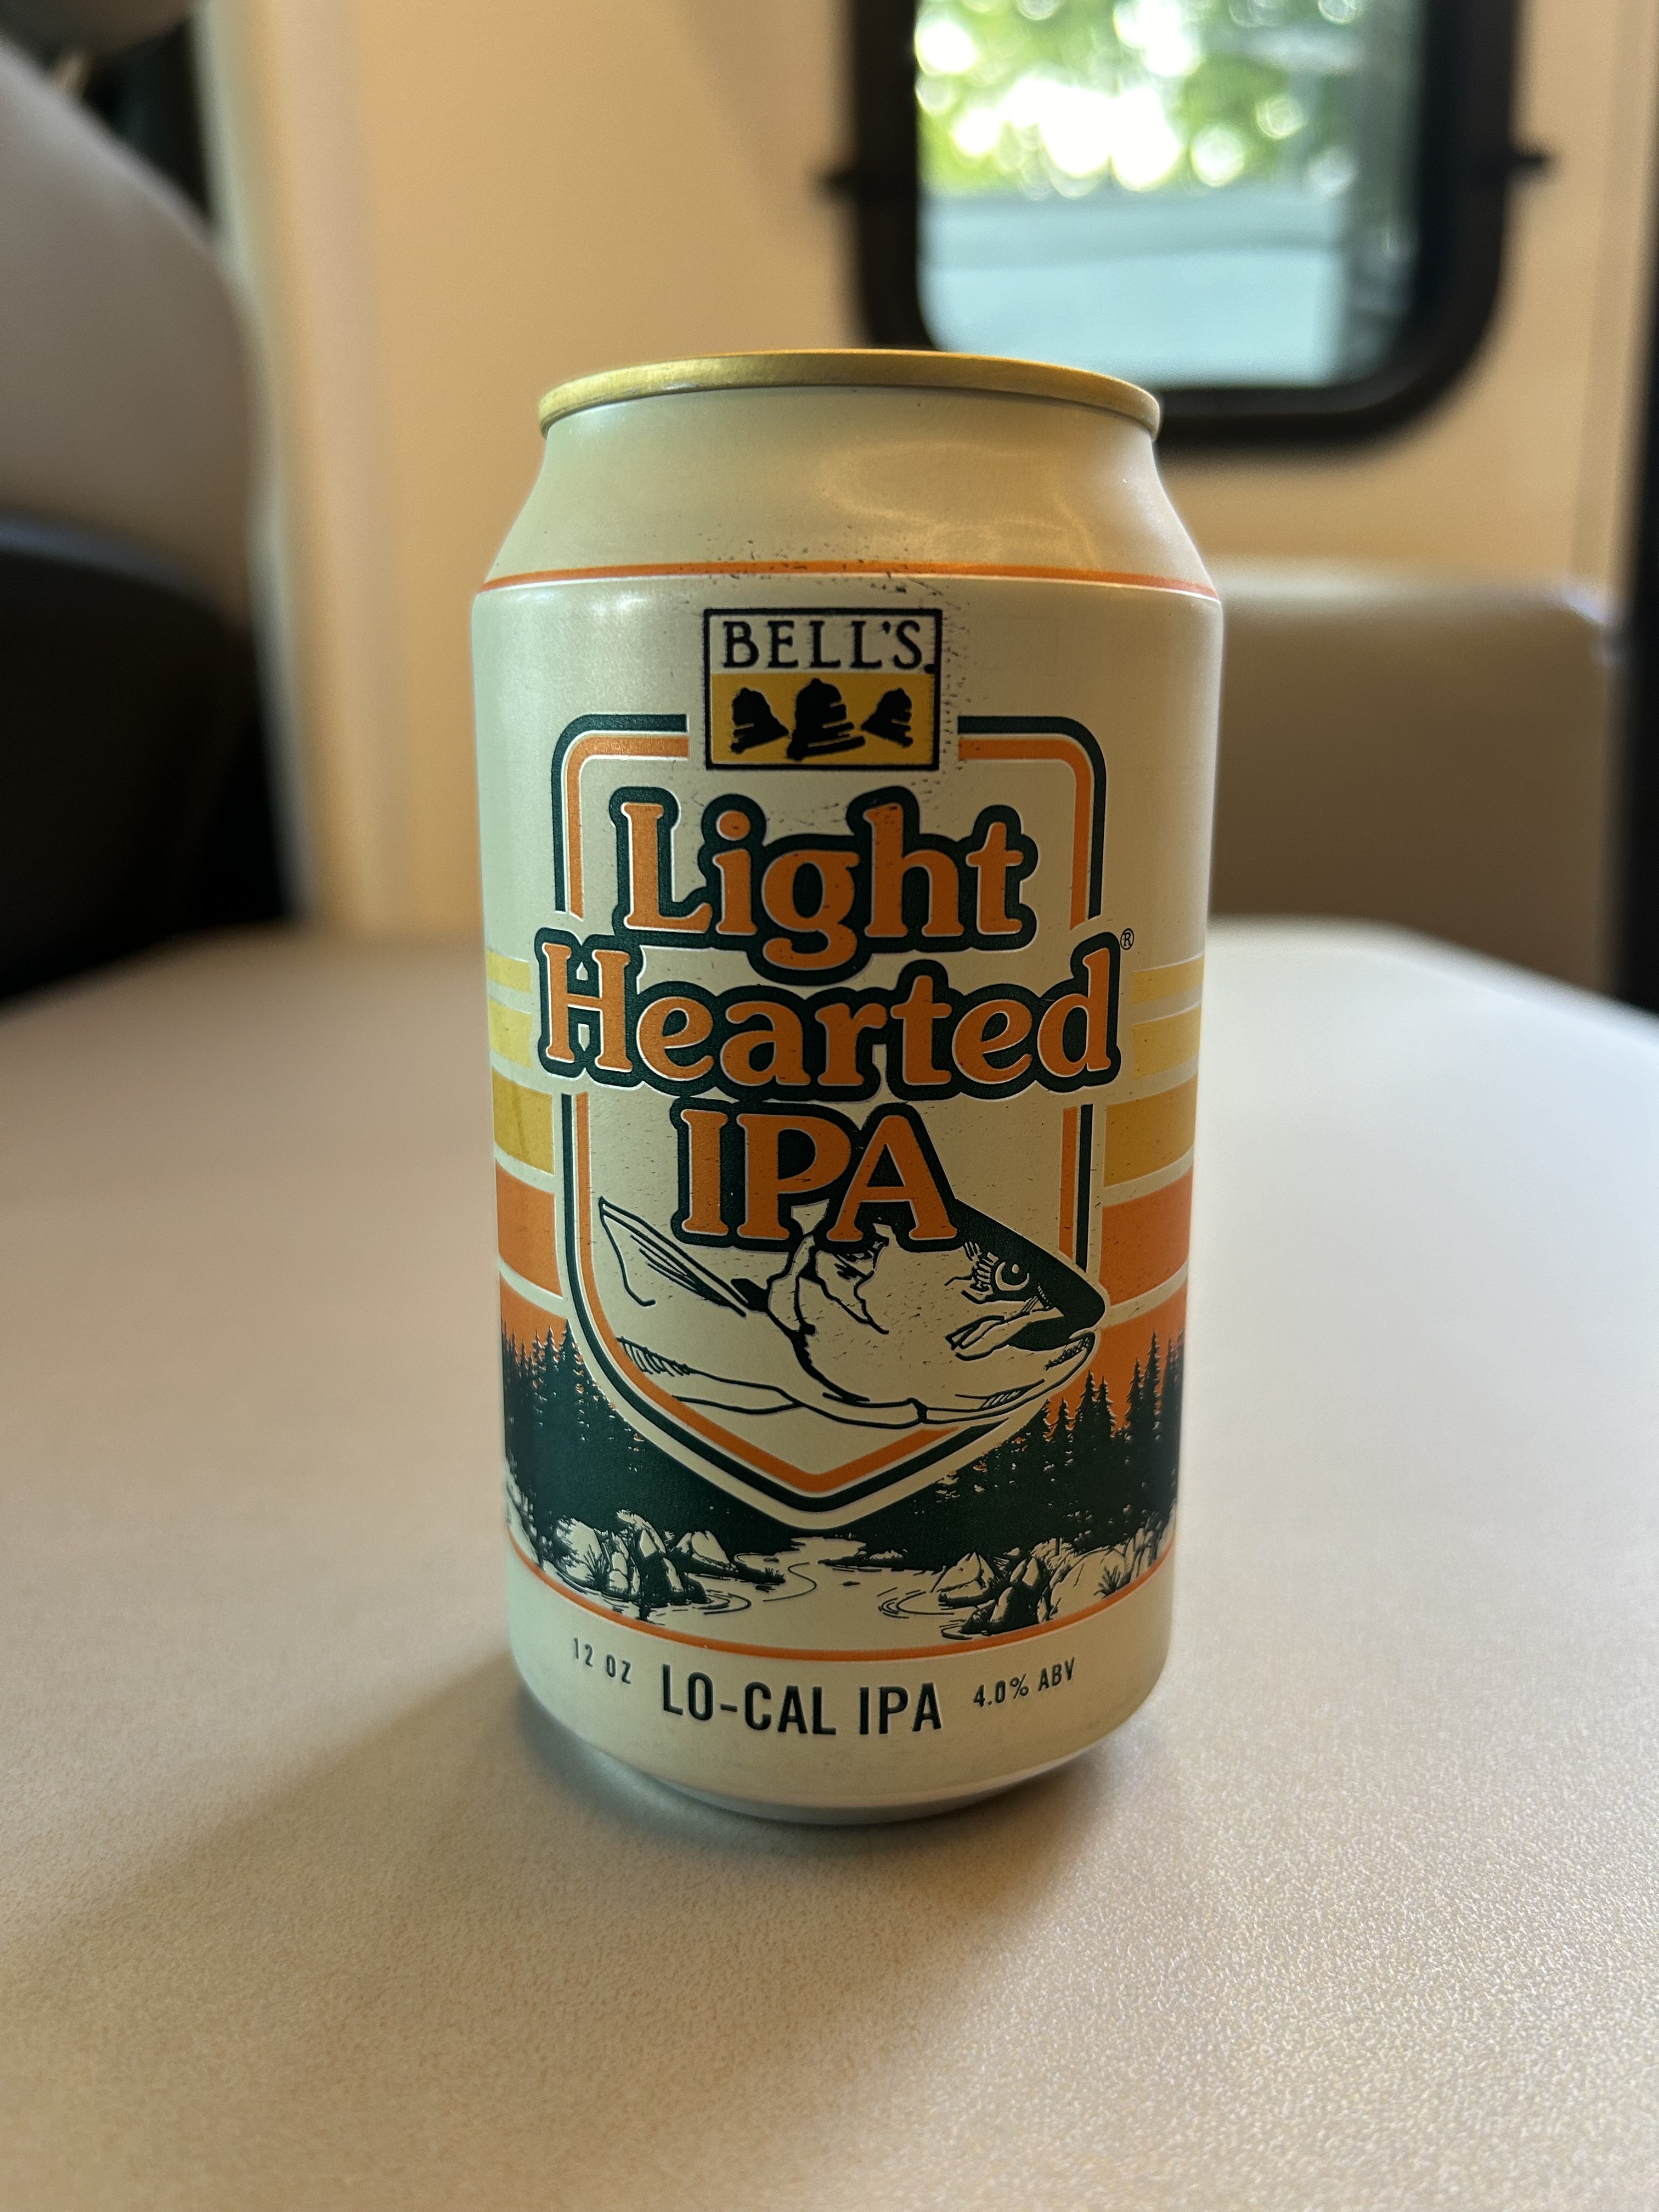 BELL'S
Light
Hearted®
IPA
12 OZ LO-CAL IPA 4.0% ABV